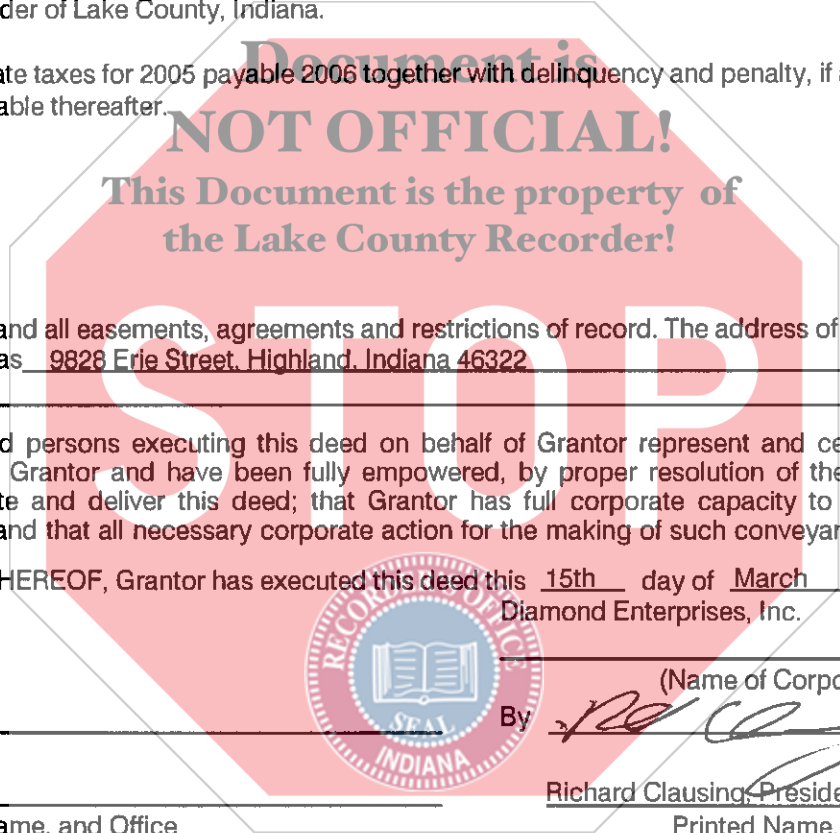 der of Lake County, Indiana.
Document is
ate taxes for 2005 payable 2006 together with delinquency and penalty, if
able thereafter.
NOT OFFICIAL!
This Document is the property of
the Lake County Recorder!
STOP
and all easements, agreements and restrictions of record. The address of
as 9828 Erie Street, Highland, Indiana 46322
d persons executing this deed on behalf of Grantor represent and ce
Grantor and have been fully empowered, by proper resolution of the
te and deliver this deed; that Grantor has full corporate capacity to
and that all necessary corporate action for the making of such conveyan
HEREOF, Grantor has executed this deed this 15th day of March
Diamond Enterprises, Inc.
RECORDER'S OFFICE
SEAL
INDIANA
(Name of Corpo
By
Richard Clausing, Preside
ame, and Office
Printed Name